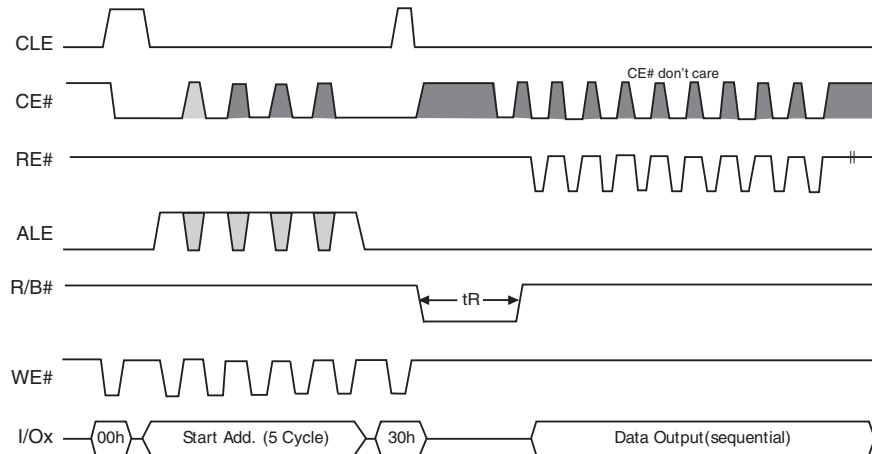 CLE
CE# don't care
CE#
RE#
ALE
R/B#
tR
WE#
I/Ox
00h
Start Add. (5 Cycle)
30h
Data Output(sequential)